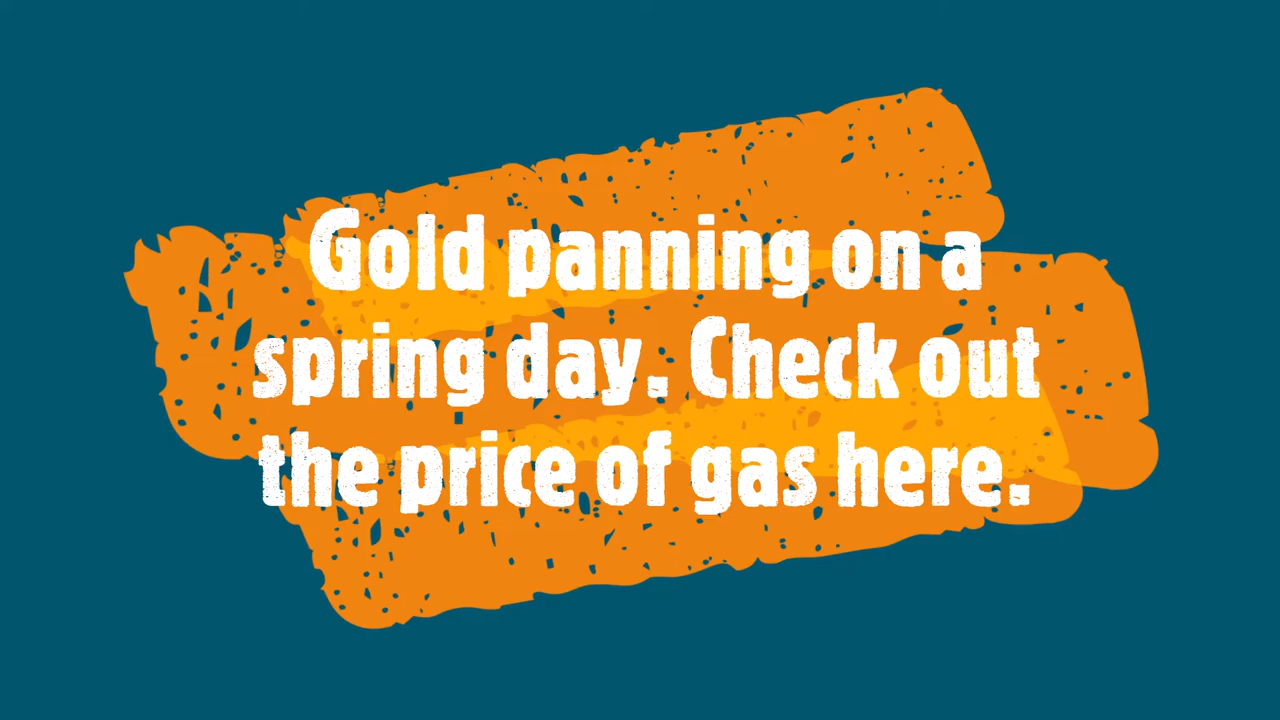 Gold panning on a
spring day. Check out
the price of gas here.